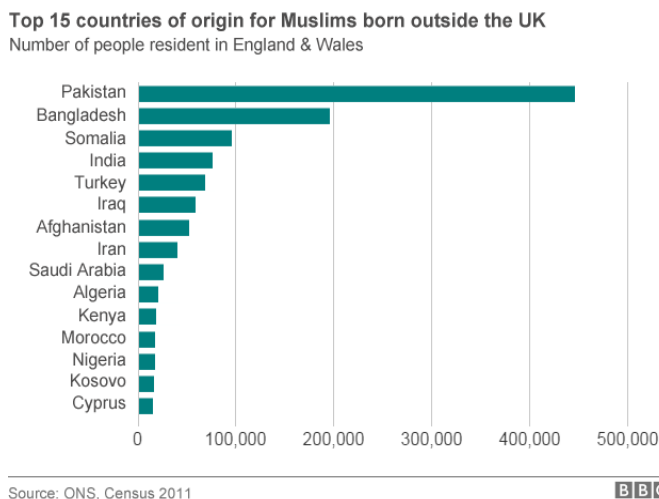 Top 15 countries of origin for Muslims born outside the UK
Number of people resident in England & Wales
Pakistan
Bangladesh
Somalia
India
Turkey
Iraq
Afghanistan
Iran
Saudi Arabia
Algeria
Kenya
Morocco
Nigeria
Kosovo
Cyprus
0 100,000 200,000 300,000 400,000 500,000
Source: ONS. Census 2011 BBC